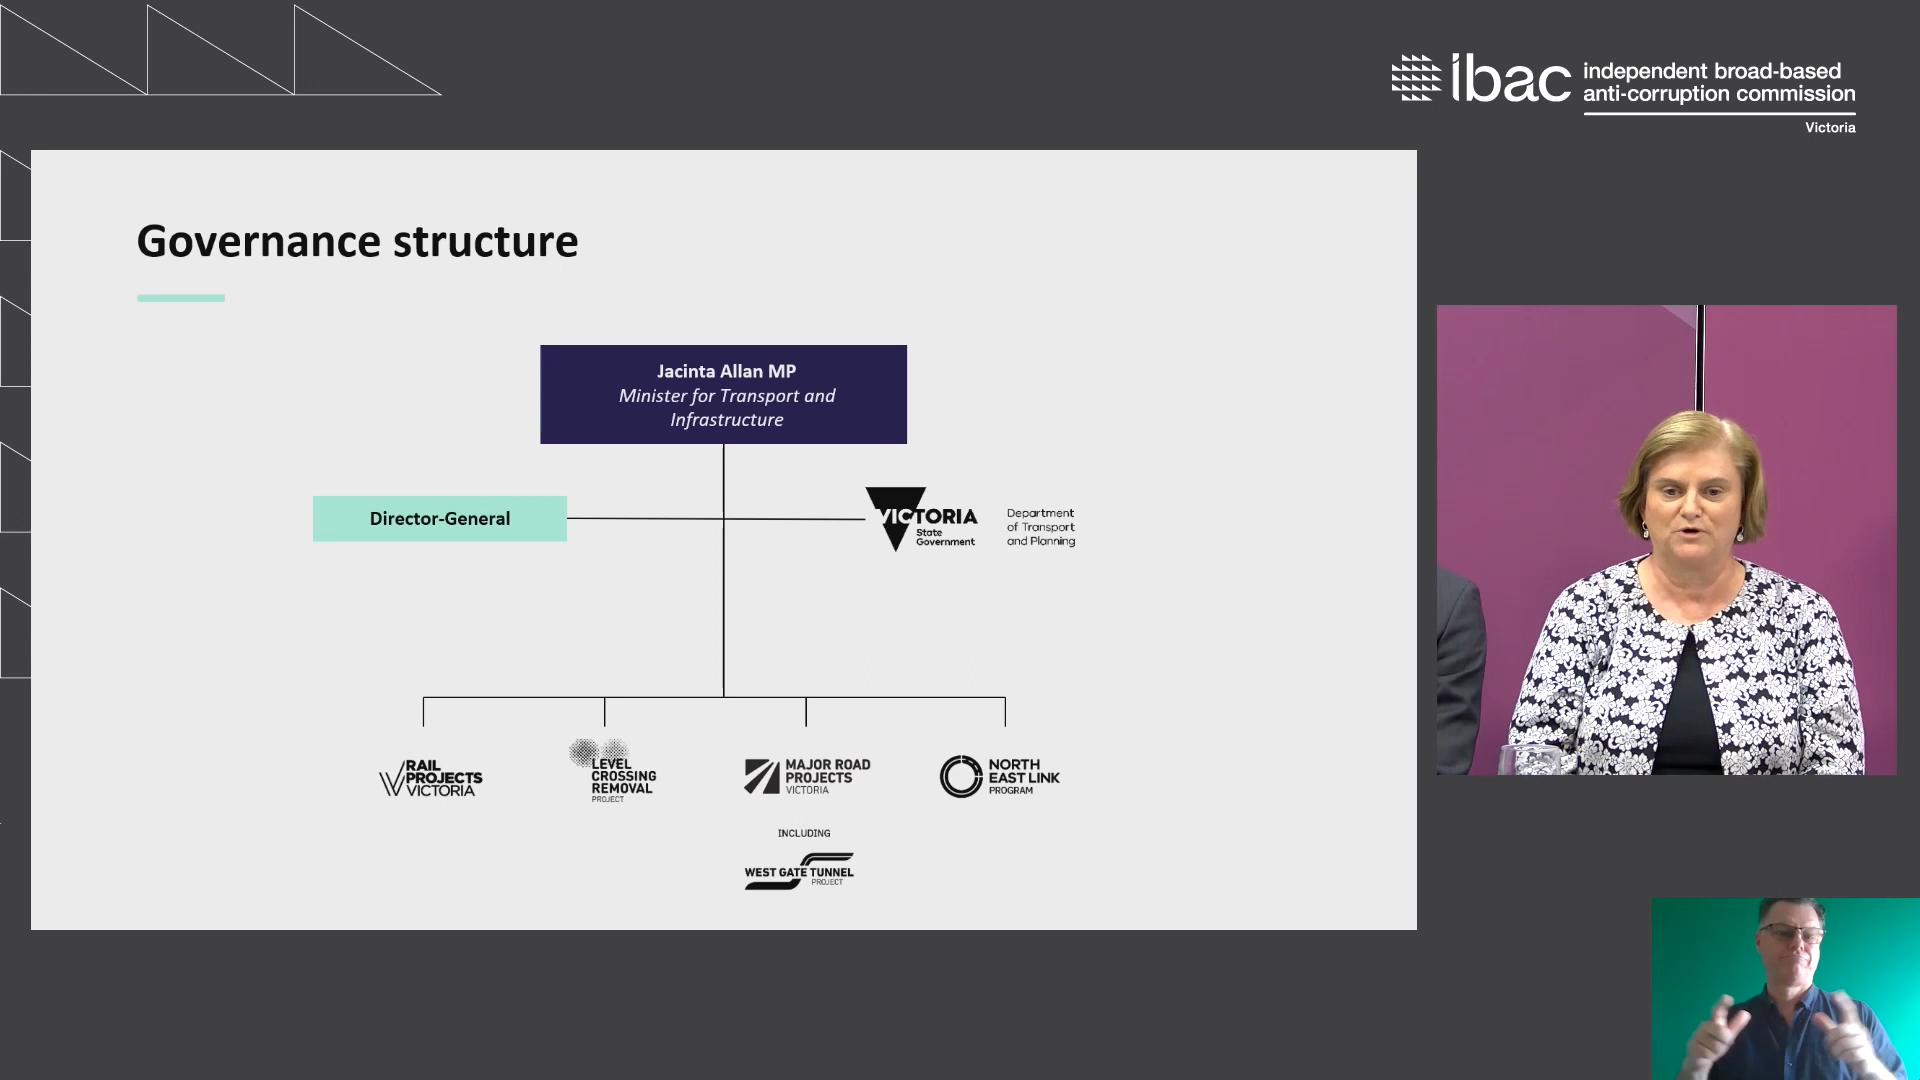 ibac
independent broad-based
anti-corruption commission
Victoria
Governance structure
Jacinta Allan MP
Minister for Transport and
Infrastructure
Director-General
VICTORIA
State
Government
Department
of Transport
and Planning
RAIL
PROJECTS
VICTORIA
LEVEL
CROSSING
REMOVAL
PROJECT
MAJOR ROAD
PROJECTS
VICTORIA
NORTH
EAST LINK
PROGRAM
INCLUDING
WEST GATE TUNNEL
PROJECT